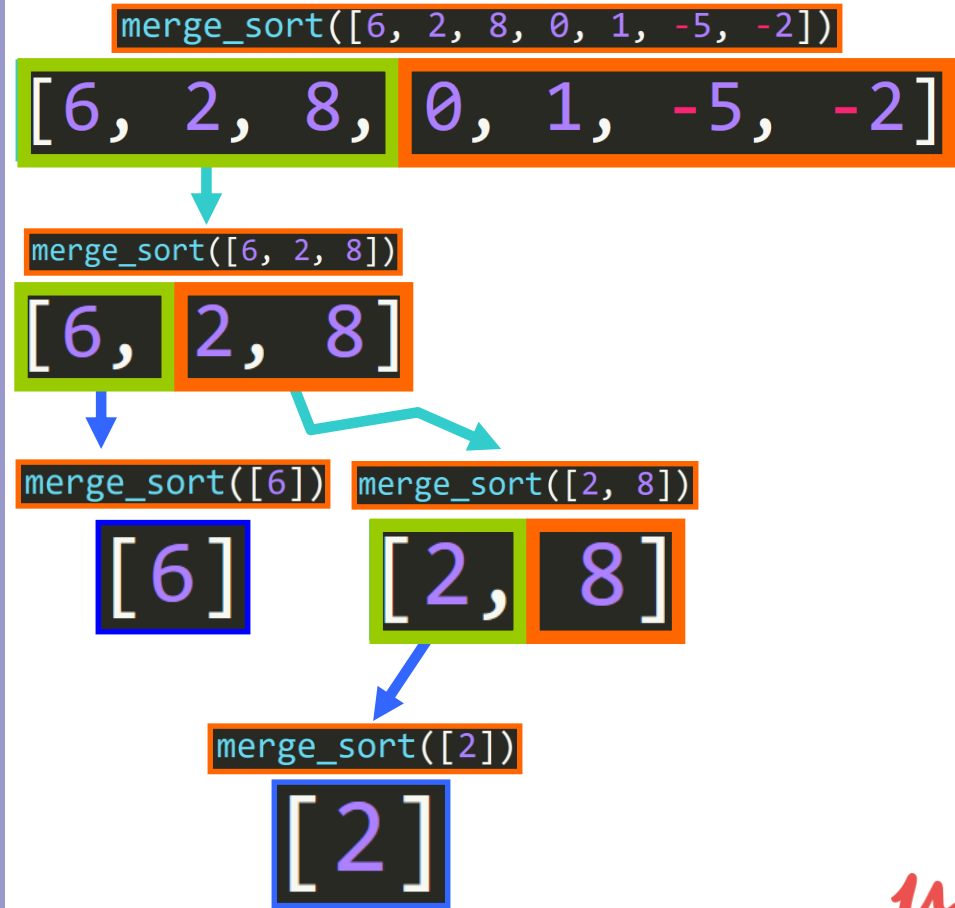 merge_sort([6, 2, 8, 0, 1, -5, -2])
[6, 2, 8, 0, 1, -5, -2]
merge_sort([6, 2, 8])
[6, 2, 8]
merge_sort([6]) merge_sort([2, 8])
[6] [2, 8]
merge_sort([2])
[2]